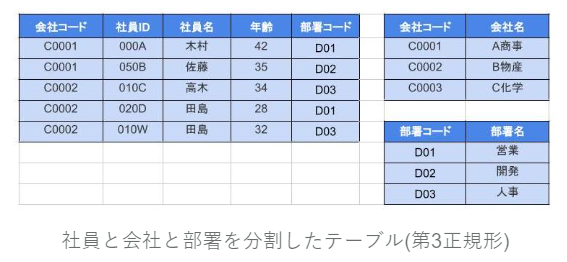 会社コード 社員ID 社員名 年齢 部署コード
C0001 000A 木村 42 D01
C0001 050B 佐藤 35 D02
C0002 010C 高木 34 D03
C0002 020D 田島 28 D01
C0002 010W 田島 32 D03
会社コード 会社名
C0001 A商事
C0002 B物産
C0003 C化学
部署コード 部署名
D01 営業
D02 開発
D03 人事
社員と会社と部署を分割したテーブル(第3正規形)